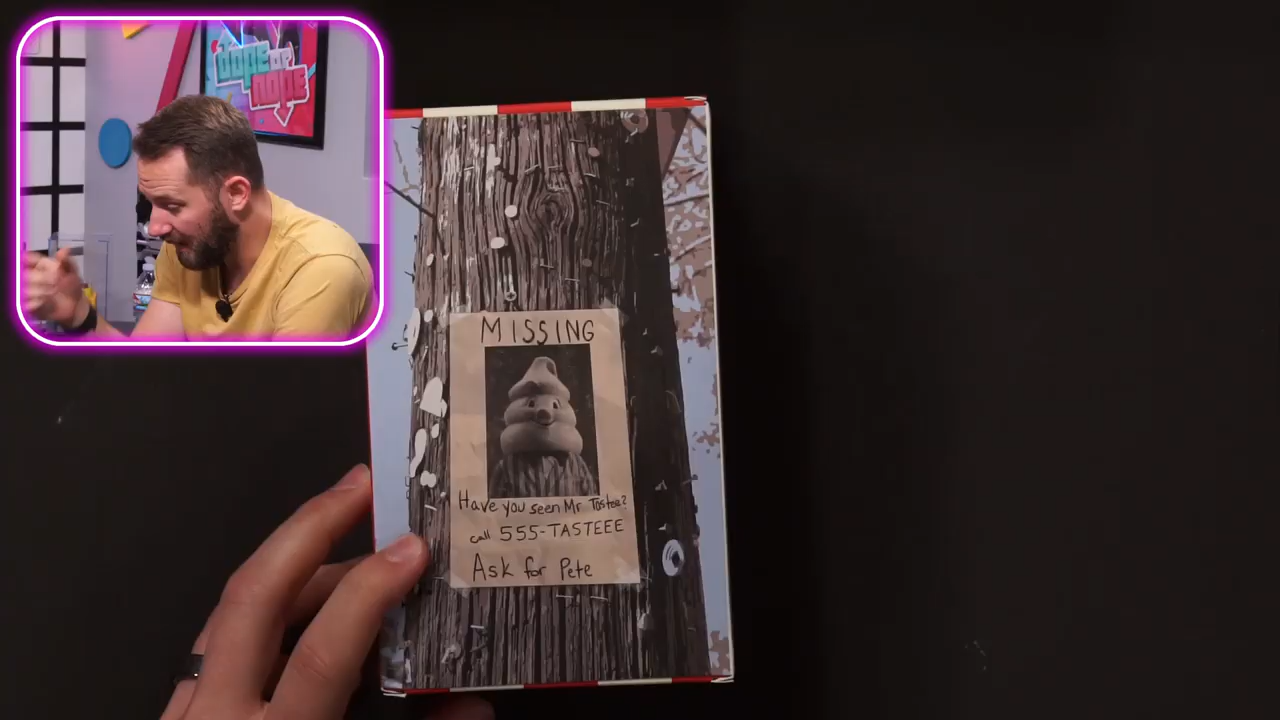 DOPE OR
NOPE
MISSING
Have you seen Mr Tastee?
call 555-TASTEEE
Ask for Pete